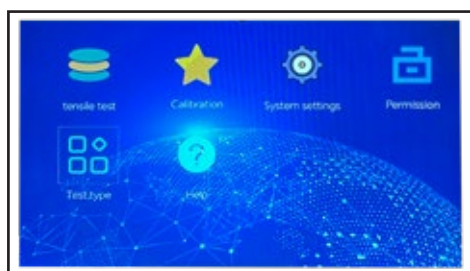 tensile test
Calibration
System settings
Permission
Test.type
Help